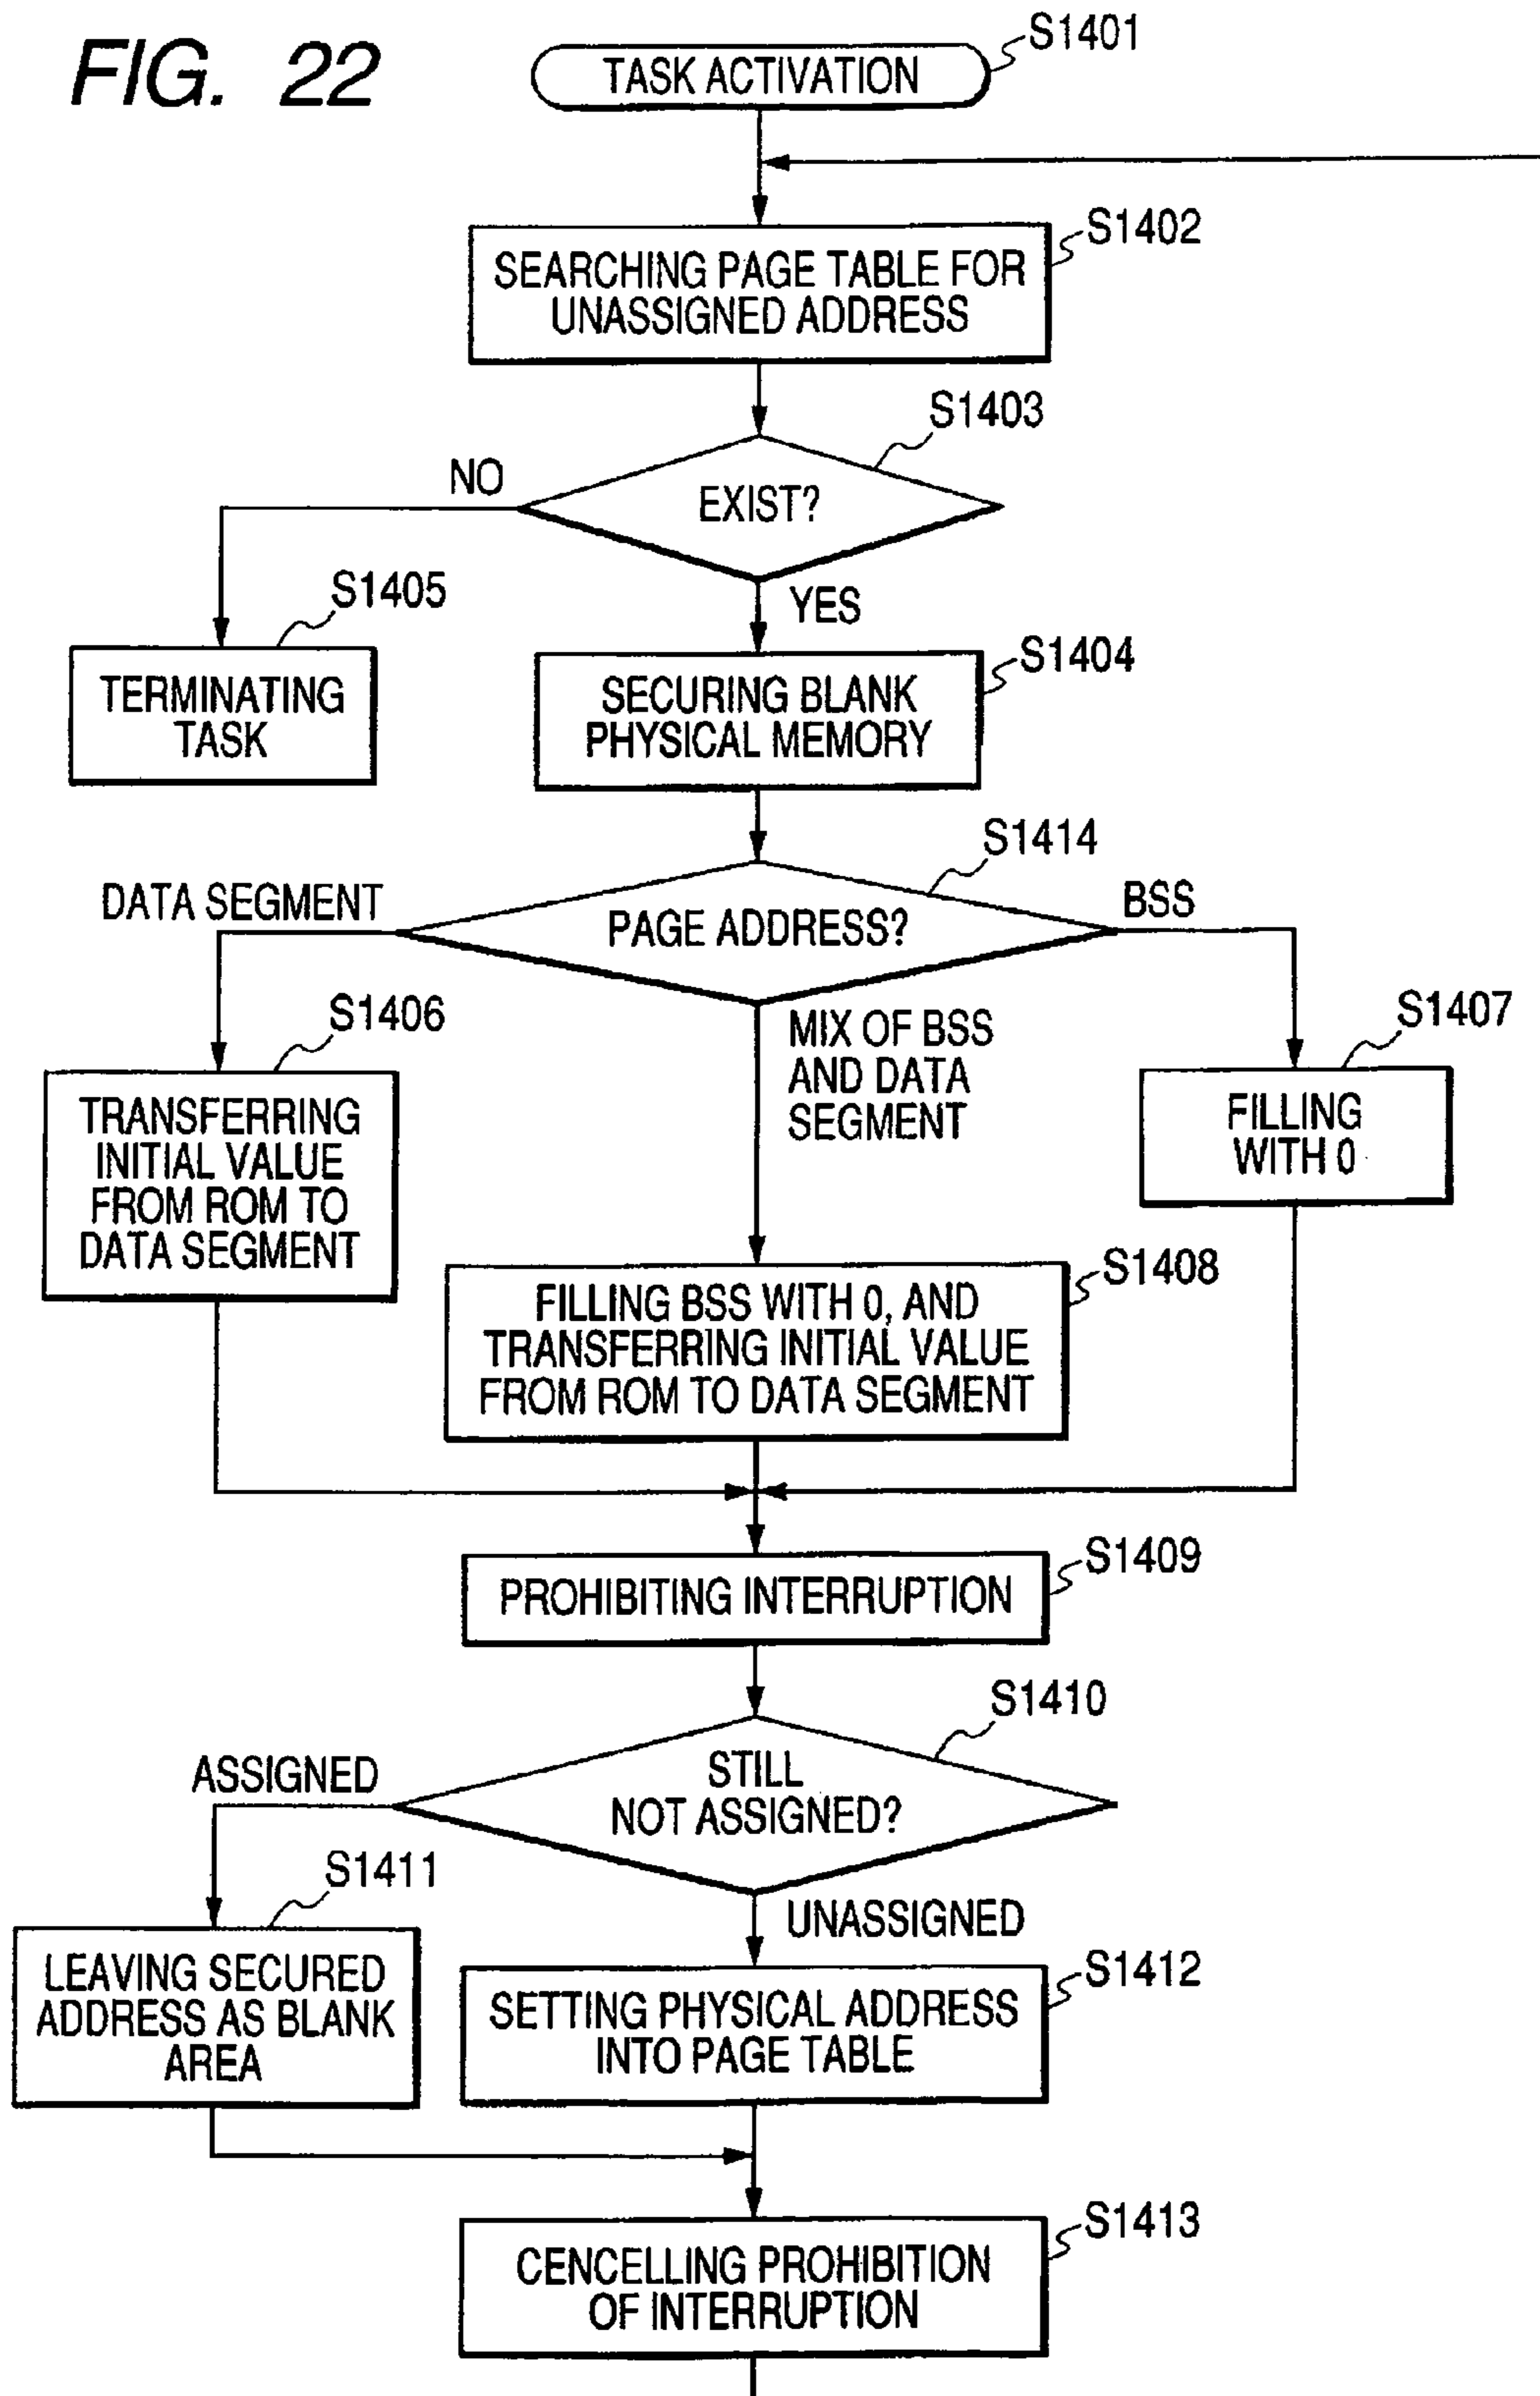 FIG. 22
TASK ACTIVATION
S1401
SEARCHING PAGE TABLE FOR
UNASSIGNED ADDRESS
S1402
EXIST?
S1403
NO
YES
TERMINATING
TASK
S1405
SECURING BLANK
PHYSICAL MEMORY
S1404
PAGE ADDRESS?
S1414
DATA SEGMENT
BSS
MIX OF BSS
AND DATA
SEGMENT
TRANSFERRING
INITIAL VALUE
FROM ROM TO
DATA SEGMENT
S1406
FILLING
WITH 0
S1407
FILLING BSS WITH 0, AND
TRANSFERRING INITIAL VALUE
FROM ROM TO DATA SEGMENT
S1408
PROHIBITING INTERRUPTION
S1409
STILL
NOT ASSIGNED?
S1410
ASSIGNED
UNASSIGNED
LEAVING SECURED
ADDRESS AS BLANK
AREA
S1411
SETTING PHYSICAL ADDRESS
INTO PAGE TABLE
S1412
CENCELLING PROHIBITION
OF INTERRUPTION
S1413